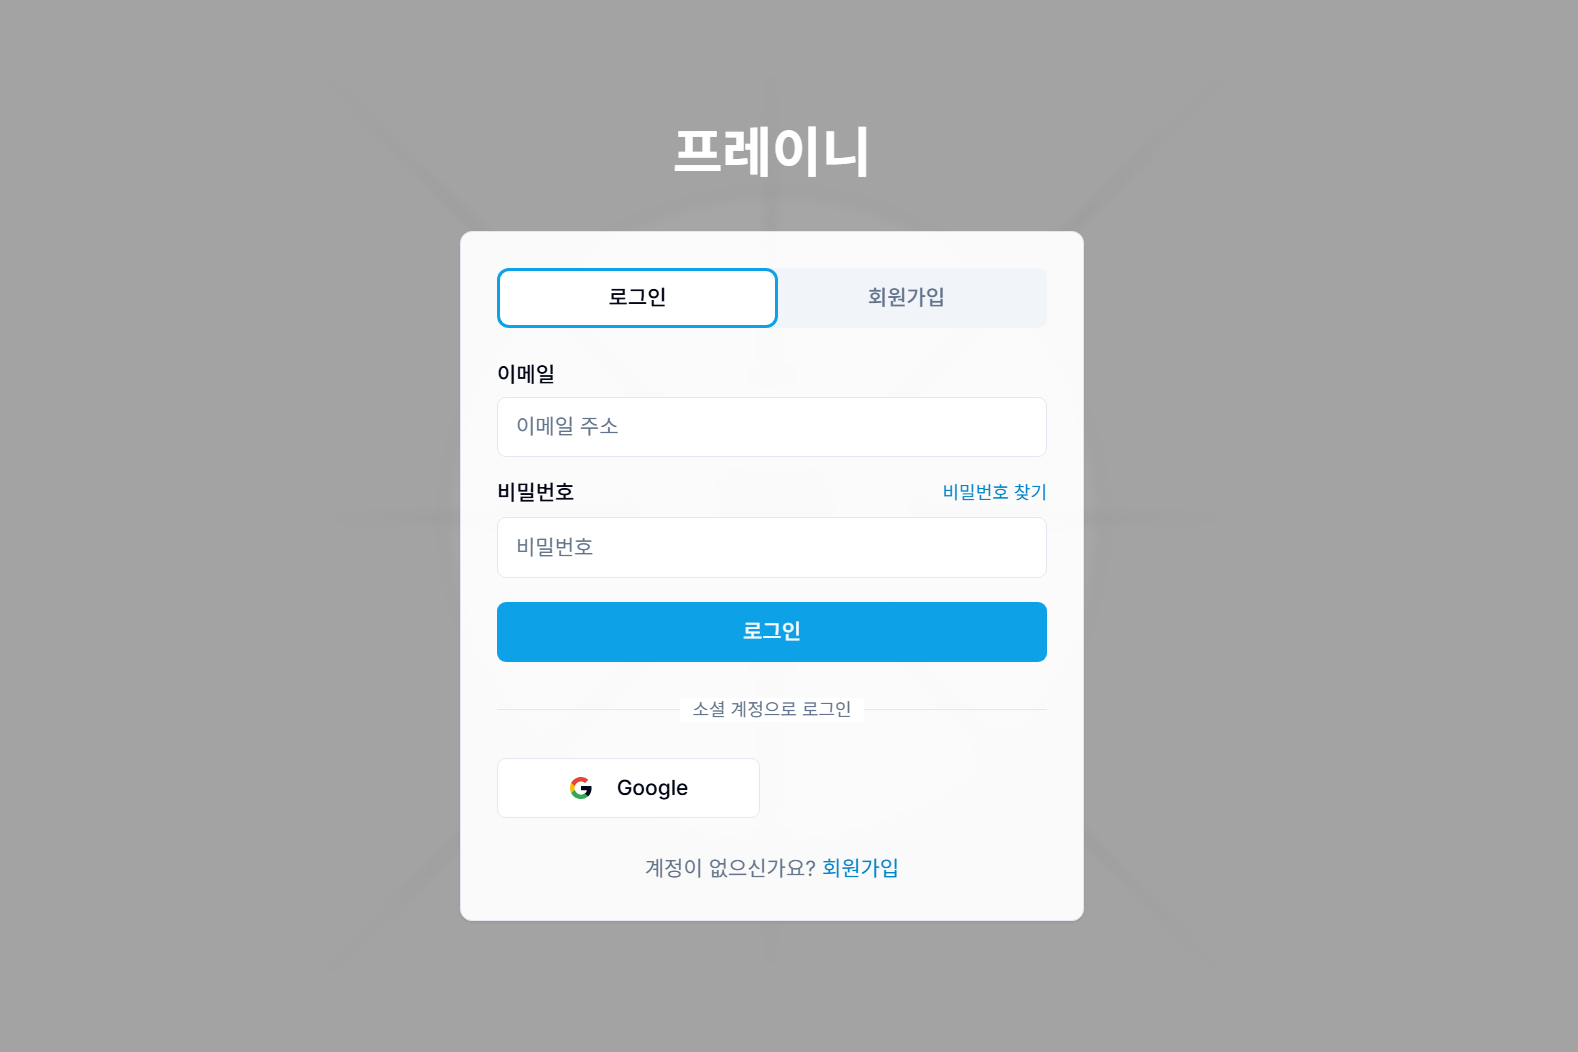 프레이니
로그인 회원가입
이메일
이메일 주소
비밀번호 비밀번호 찾기
비밀번호
로그인
소셜 계정으로 로그인
Google
계정이 없으신가요? 회원가입